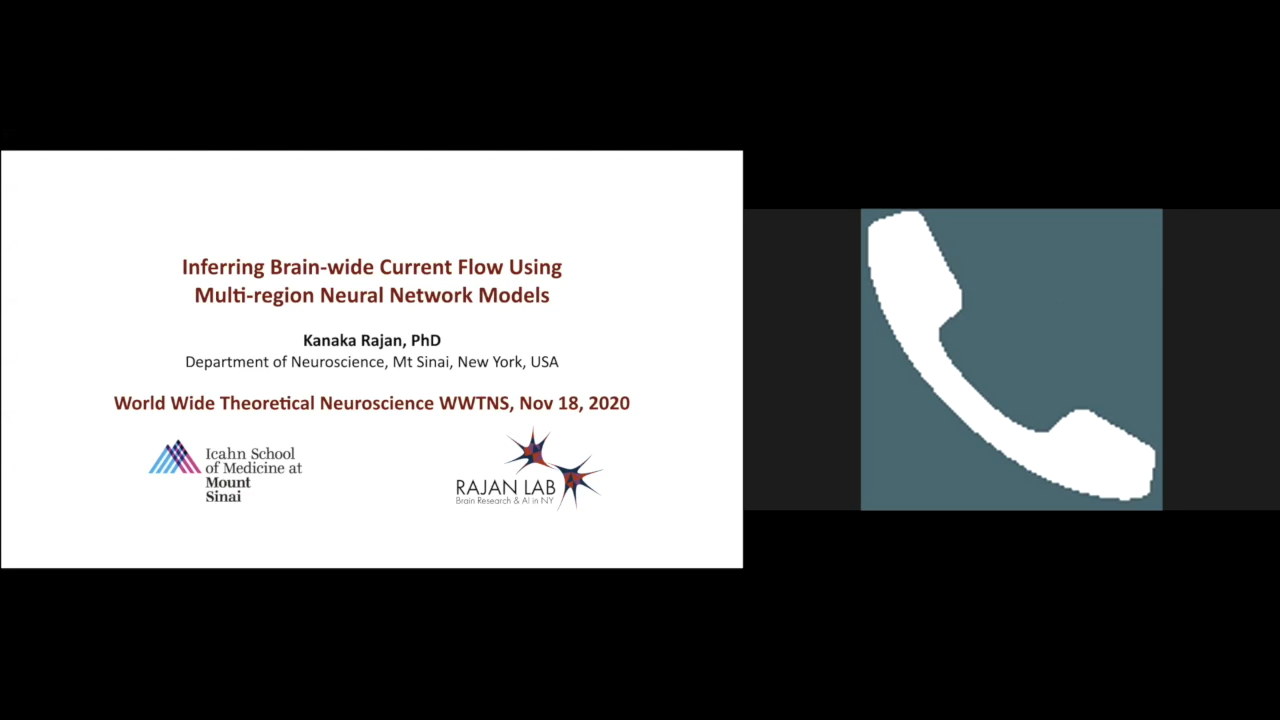 Inferring Brain-wide Current Flow Using
Multi-region Neural Network Models
Kanaka Rajan, PhD
Department of Neuroscience, Mt Sinai, New York, USA
World Wide Theoretical Neuroscience WWTNS, Nov 18, 2020
Icahn School
of Medicine at
Mount
Sinai
RAJAN LAB
Brain Research & AI in NY